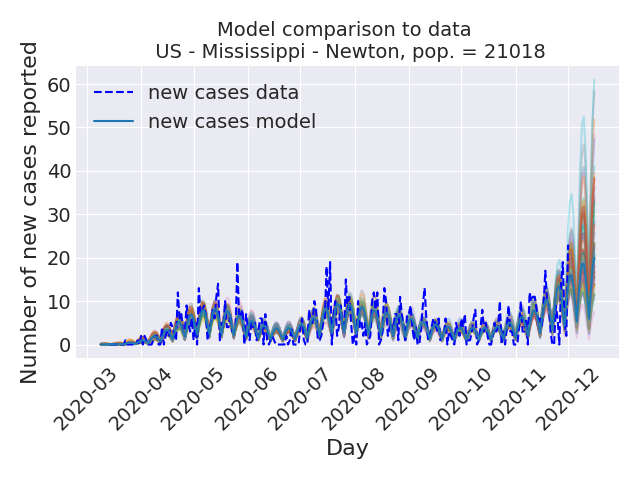 Model comparison to data
US - Mississippi - Newton, pop. = 21018
Number of new cases reported
60
50
40
30
20
10
0
new cases data
new cases model
2020-03
2020-04
2020-05
2020-06
2020-07
2020-08
2020-09
2020-10
2020-11
2020-12
Day